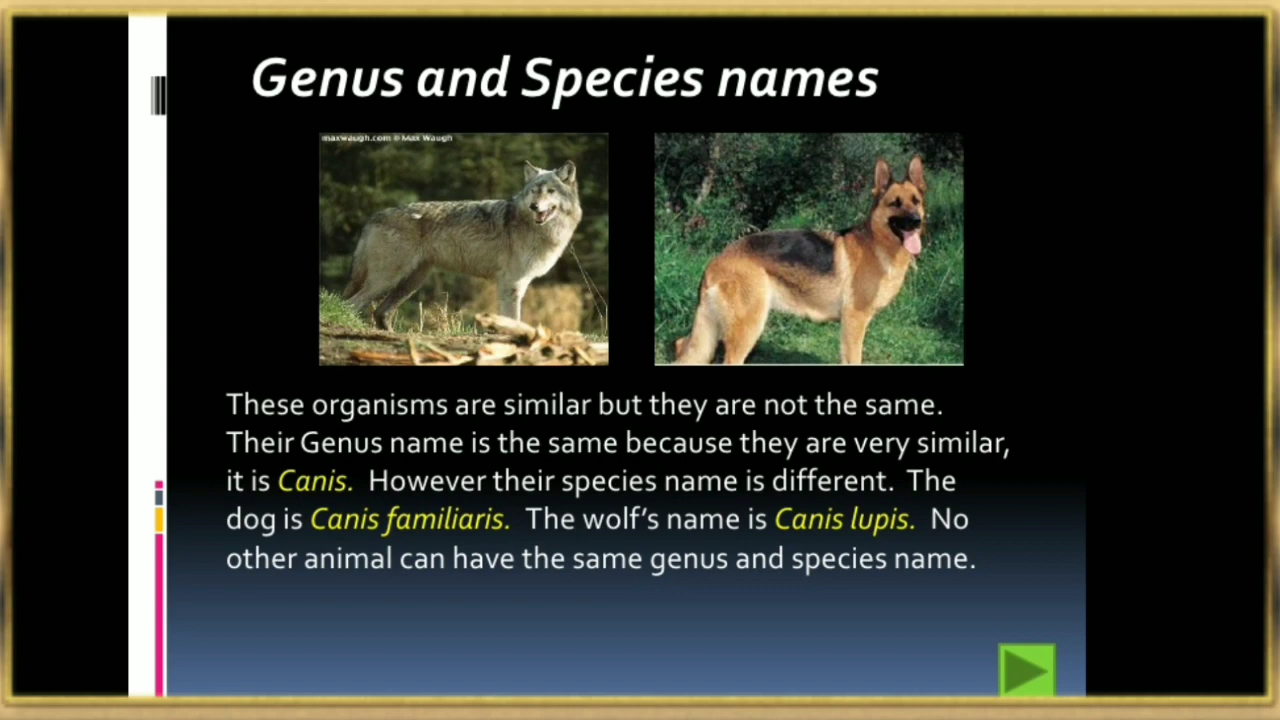 Genus and Species names
maxwaugh.com © Max Waugh
These organisms are similar but they are not the same.
Their Genus name is the same because they are very similar,
it is Canis. However their species name is different. The
dog is Canis familiaris. The wolf’s name is Canis lupis. No
other animal can have the same genus and species name.